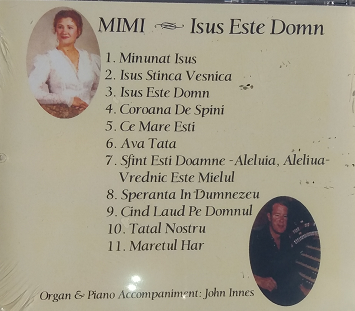 MIMI Isus Este Domn
1. Minunat Isus
2. Isus Stinca Vesnica
3. Isus Este Domn
4. Coroana De Spini
5. Ce Mare Esti
6. Ava Tata
7. Sfint Esti Doamne -Aleluia, Aleliua-
Vrednic Este Mielul
8. Speranta In Dumnezeu
9. Cind Laud Pe Domnul
10. Tatal Nostru
11. Maretul Har
Organ & Piano Accompaniment: John Innes